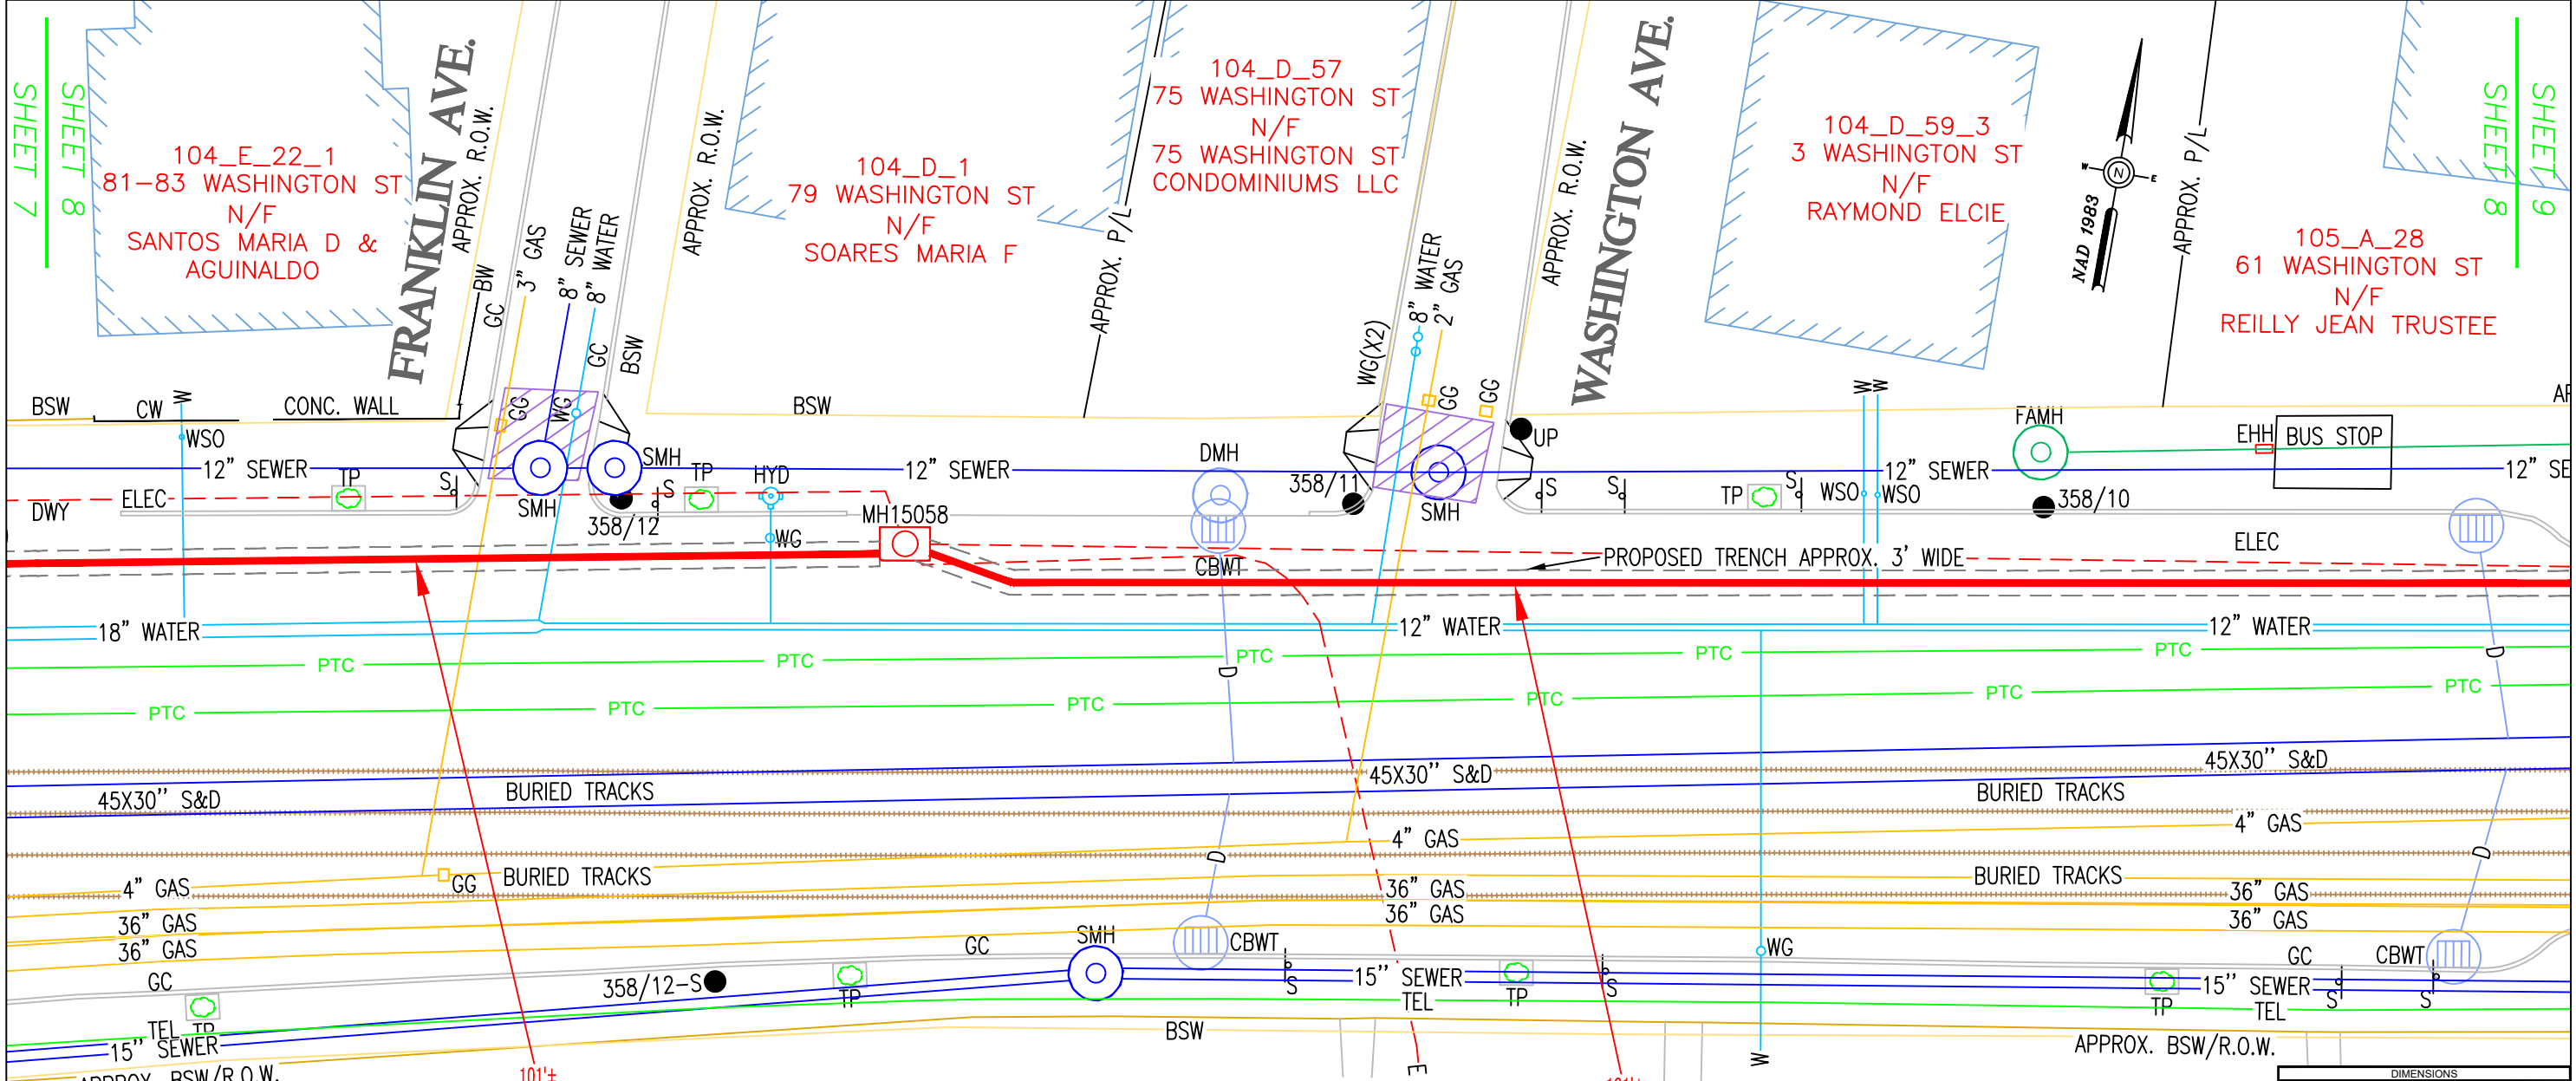 SHEET 7
SHEET 8
104_E_22_1
81-83 WASHINGTON ST
N/F
SANTOS MARIA D &
AGUINALDO
FRANKLIN AVE.
APPROX. R.O.W.
BW
GC
3" GAS
8" SEWER
8" WATER
GC
BSW
APPROX. R.O.W.
104_D_1
79 WASHINGTON ST
N/F
SOARES MARIA F
APPROX. P/L
104_D_57
75 WASHINGTON ST
N/F
75 WASHINGTON ST
CONDOMINIUMS LLC
WG(X2)
8" WATER
2" GAS
APPROX. R.O.W.
WASHINGTON AVE.
104_D_59_3
3 WASHINGTON ST
N/F
RAYMOND ELCIE
NAD 1983
W
N
E
APPROX. P/L
105_A_28
61 WASHINGTON ST
N/F
REILLY JEAN TRUSTEE
SHEET 8
SHEET 9
BSW
CW
W
CONC. WALL
GG
WG
BSW
GG
GG
W
W
FAMH
WSO
SMH
TP
HYD
DMH
UP
EHH
BUS STOP
12" SEWER
TP
S
S
12" SEWER
358/11
S
S
TP
S
12" SEWER
WSO
WSO
358/10
DWY
ELEC
SMH
358/12
MH15058
SMH
WG
CBWT
PROPOSED TRENCH APPROX. 3' WIDE
ELEC
18" WATER
12" WATER
12" WATER
PTC
PTC
PTC
PTC
PTC
D
D
PTC
PTC
PTC
PTC
PTC
PTC
45X30" S&D
BURIED TRACKS
45X30" S&D
45X30" S&D
BURIED TRACKS
4" GAS
4" GAS
D
D
4" GAS
GG
BURIED TRACKS
BURIED TRACKS
36" GAS
36" GAS
36" GAS
36" GAS
36" GAS
36" GAS
GC
SMH
CBWT
WG
GC
CBWT
GC
358/12-S
TP
S
15" SEWER
TP
S
TP
15" SEWER
S
S
TEL
TP
TEL
TEL
15" SEWER
BSW
W
APPROX. BSW/R.O.W.
APPROX. BSW/R.O.W.
101'±
E
DIMENSIONS